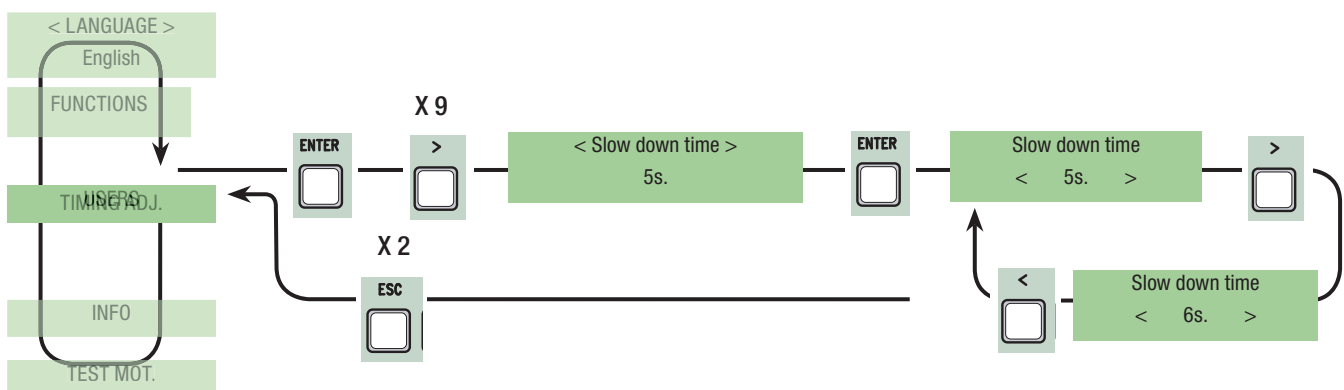 < LANGUAGE >
English
FUNCTIONS
USERS
TIMING ADJ.
INFO
TEST MOT.
ENTER
X 9
>
< Slow down time >
5s.
ENTER
Slow down time
< 5s. >
>
X 2
ESC
<
Slow down time
< 6s. >